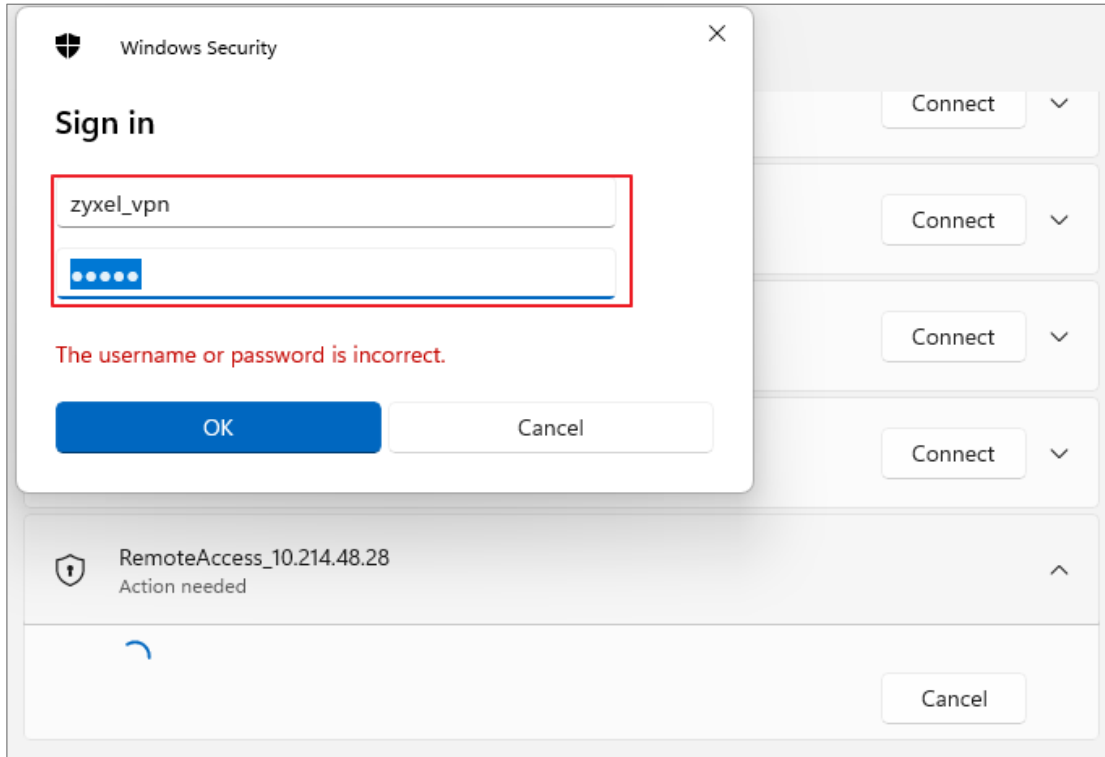 Windows Security
Sign in
zyxel_vpn
●●●●●
The username or password is incorrect.
OK
Cancel
Connect
Connect
Connect
Connect
RemoteAccess_10.214.48.28
Action needed
Cancel